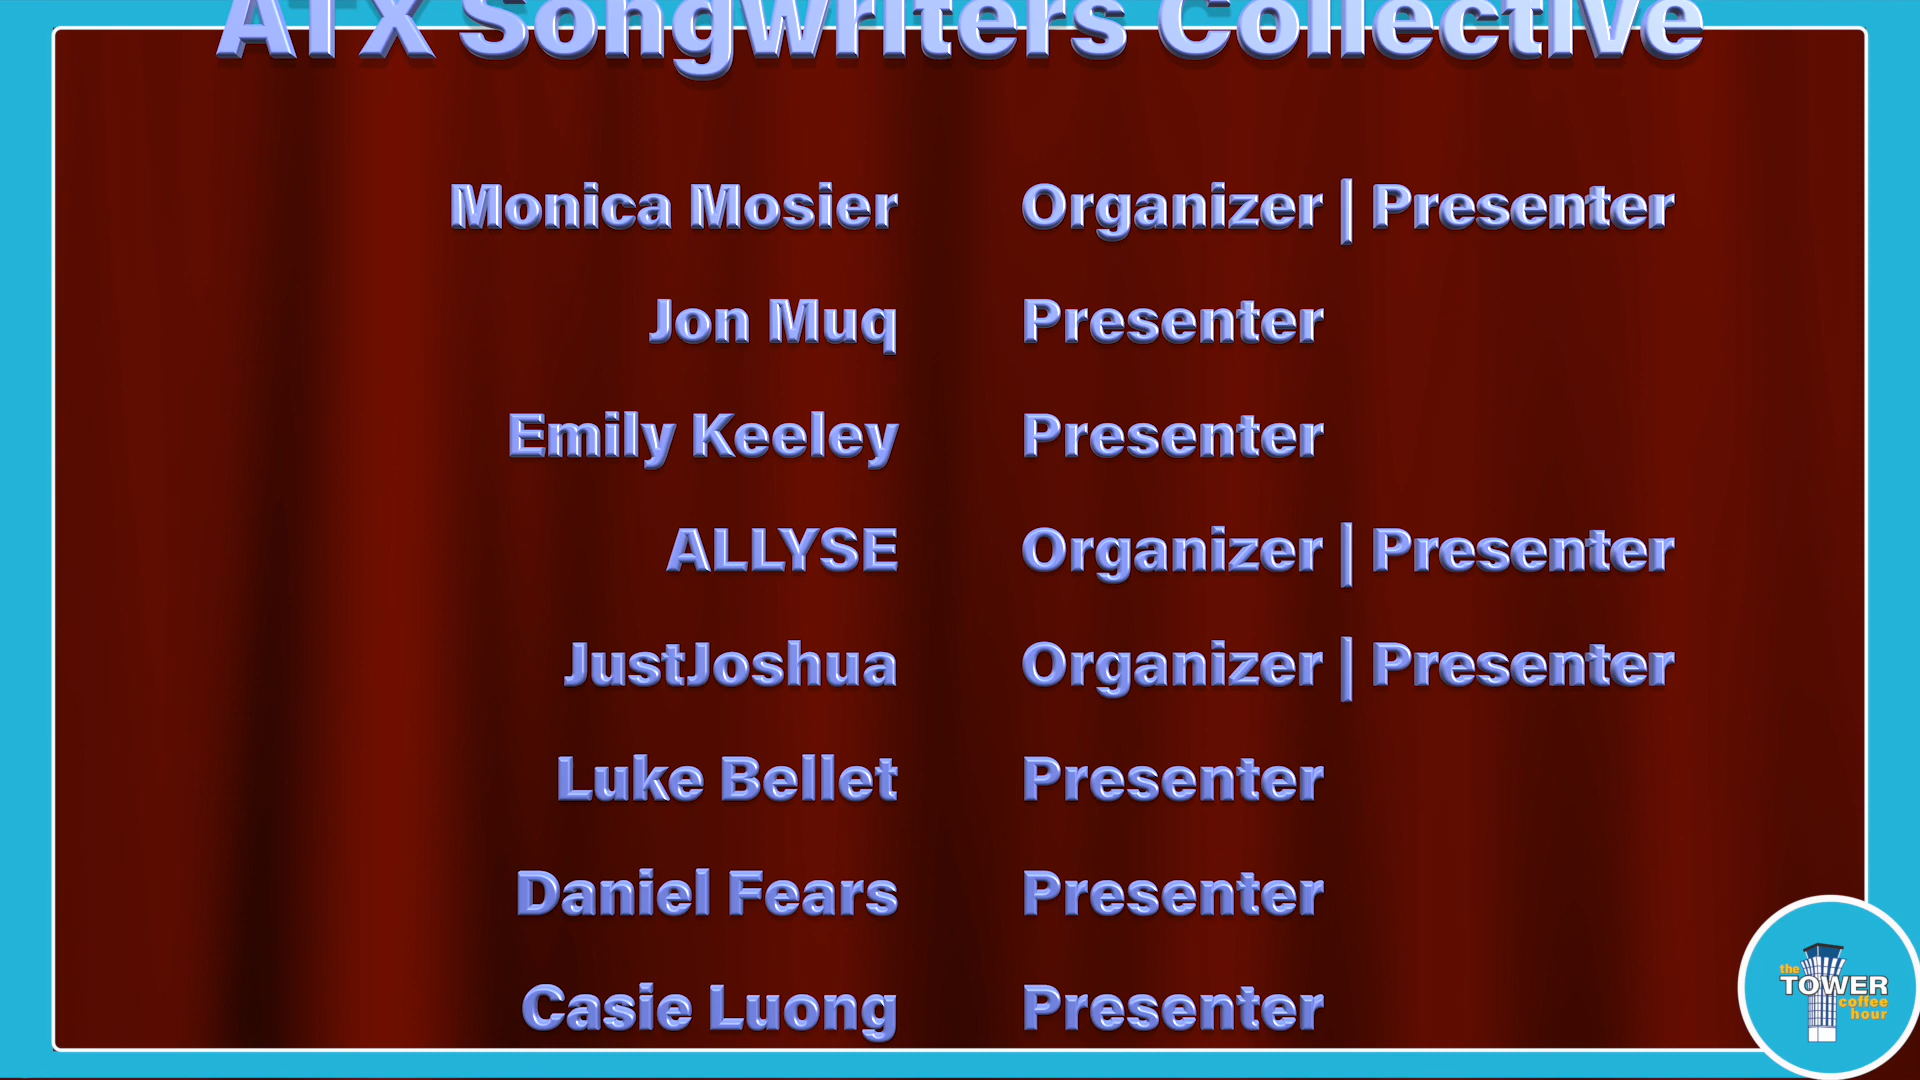 ATX SongWriters Collective
Monica Mosier Organizer | Presenter
Jon Muq Presenter
Emily Keeley Presenter
ALLYSE Organizer | Presenter
JustJoshua Organizer | Presenter
Luke Bellet Presenter
Daniel Fears Presenter
Casie Luong Presenter
the
TOWER
coffee
hour